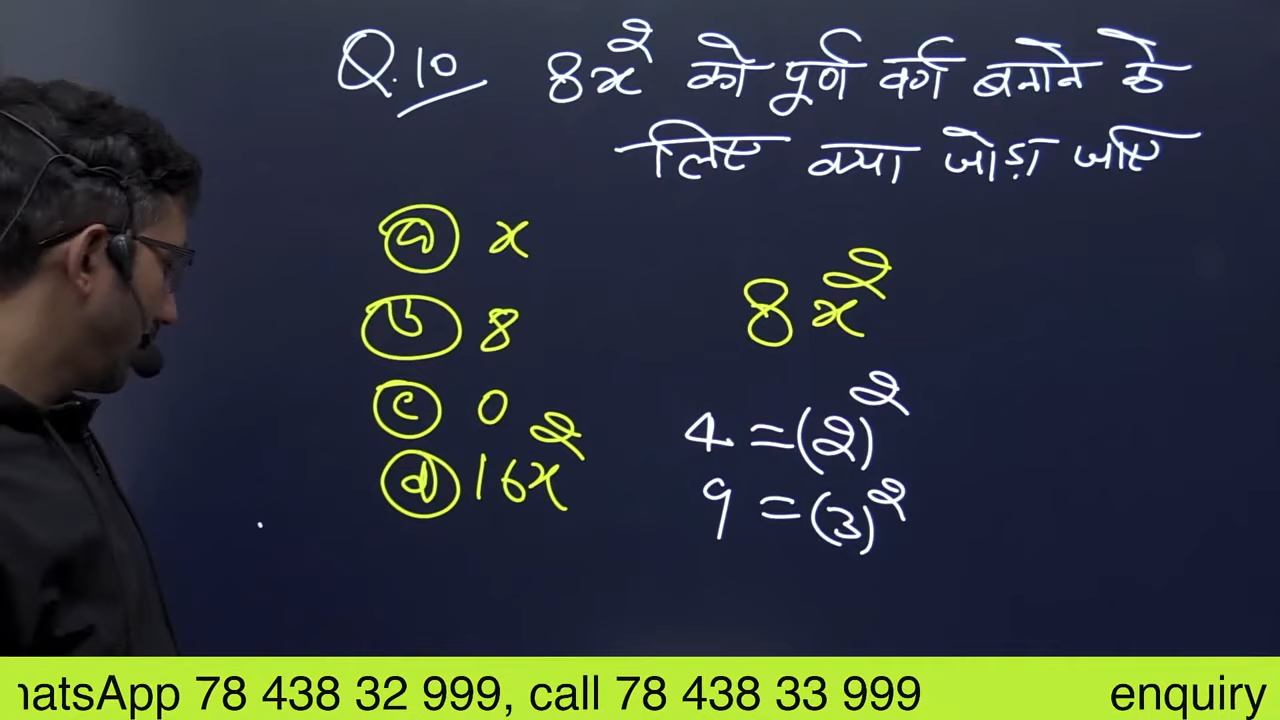 Q.10 8x² को पूर्ण वर्ग बनाने के
लिए क्या जोड़ा जाए
(a) x
(b) 8
(c) 0
(d) 16x²
8x²
4 = (2)²
9 = (3)²
hatsApp 78 438 32 999, call 78 438 33 999 enquiry